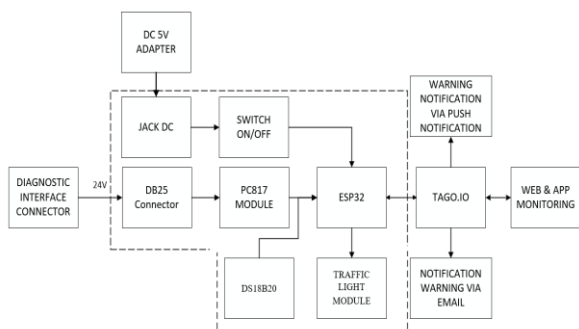 DC 5V
ADAPTER
WARNING
NOTIFICATION
VIA PUSH
NOTIFICATION
JACK DC
SWITCH
ON/OFF
DIAGNOSTIC
INTERFACE
CONNECTOR
24V
DB25
Connector
PC817
MODULE
ESP32
TAGO.IO
WEB & APP
MONITORING
DS18B20
TRAFFIC
LIGHT
MODULE
NOTIFICATION
WARNING VIA
EMAIL